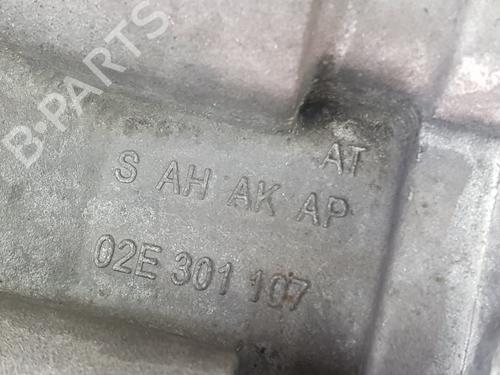 B-PARTS
AT
S AH AK AP
02E 301 107